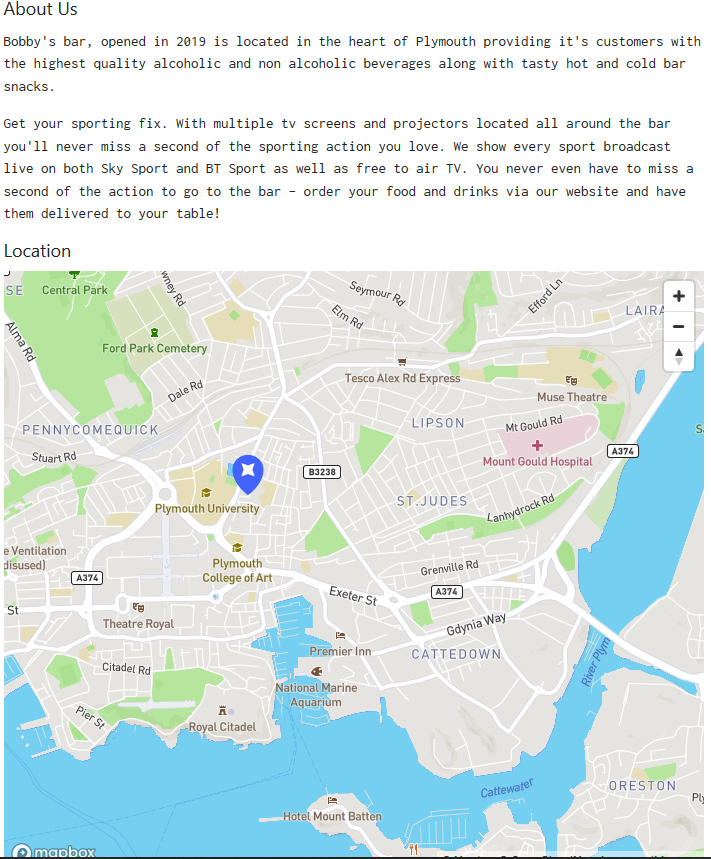 About Us
Bobby's bar, opened in 2019 is located in the heart of Plymouth providing it's customers with
the highest quality alcoholic and non alcoholic beverages along with tasty hot and cold bar
snacks.
Get your sporting fix. With multiple tv screens and projectors located all around the bar
you'll never miss a second of the sporting action you love. We show every sport broadcast
live on both Sky Sport and BT Sport as well as free to air TV. You never even have to miss a
second of the action to go to the bar – order your food and drinks via our website and have
them delivered to your table!
Location
SE
Central Park
wney Rd
Seymour Rd
Efford Ln
Elm Rd
LAIRA
Alma Rd
Ford Park Cemetery
Tesco Alex Rd Express
Dale Rd
Muse Theatre
PENNYCOMEQUICK
LIPSON
Mt Gould Rd
Stuart Rd
Mount Gould Hospital
A374
B3238
Plymouth University
ST.JUDES
Lanhydrock Rd
e Ventilation
disused)
Plymouth
College of Art
Grenville Rd
A374
Exeter St
A374
St
Theatre Royal
Gdynia Way
Premier Inn
CATTEDOWN
River Plym
Citadel Rd
National Marine
Aquarium
Pier St
Royal Citadel
Cattewater
ORESTON
Ply
Hotel Mount Batten
mapbox